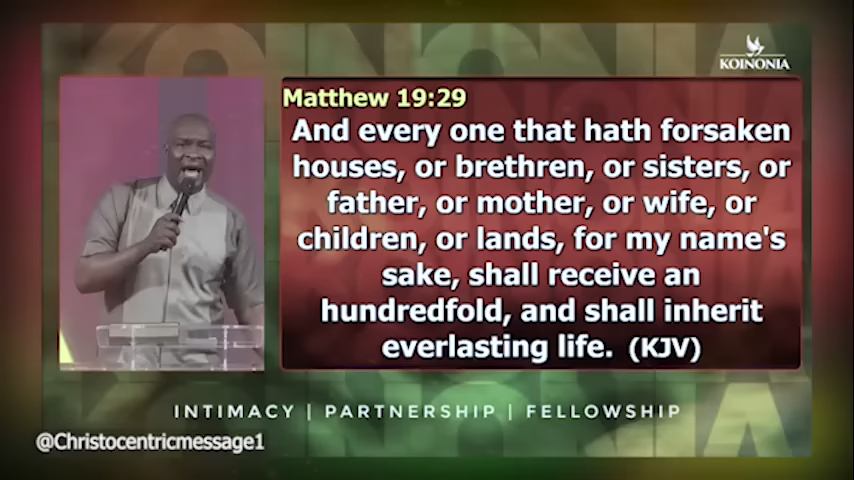 KOINONIA
Matthew 19:29
And every one that hath forsaken
houses, or brethren, or sisters, or
father, or mother, or wife, or
children, or lands, for my name's
sake, shall receive an
hundredfold, and shall inherit
everlasting life. (KJV)
INTIMACY | PARTNERSHIP | FELLOWSHIP
@Christocentricmessage1